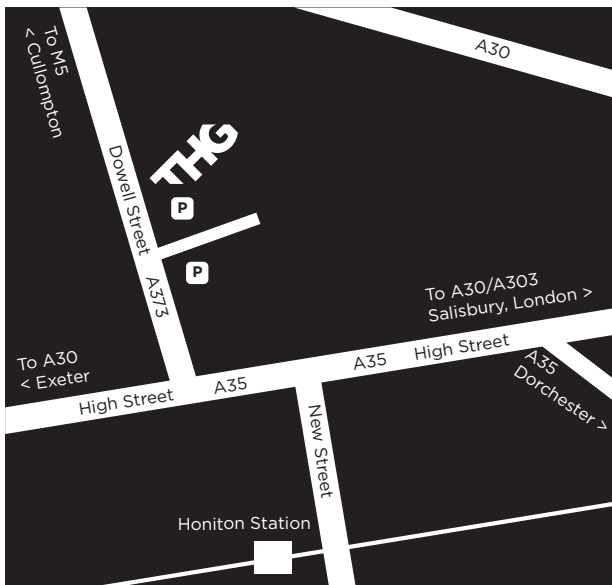 To M5
< Cullompton
A30
THG
Dowell Street
P
P
A373
To A30/A303
Salisbury, London >
To A30
< Exeter
High Street
A35
A35
High Street
A35
Dorchester >
New Street
Honiton Station